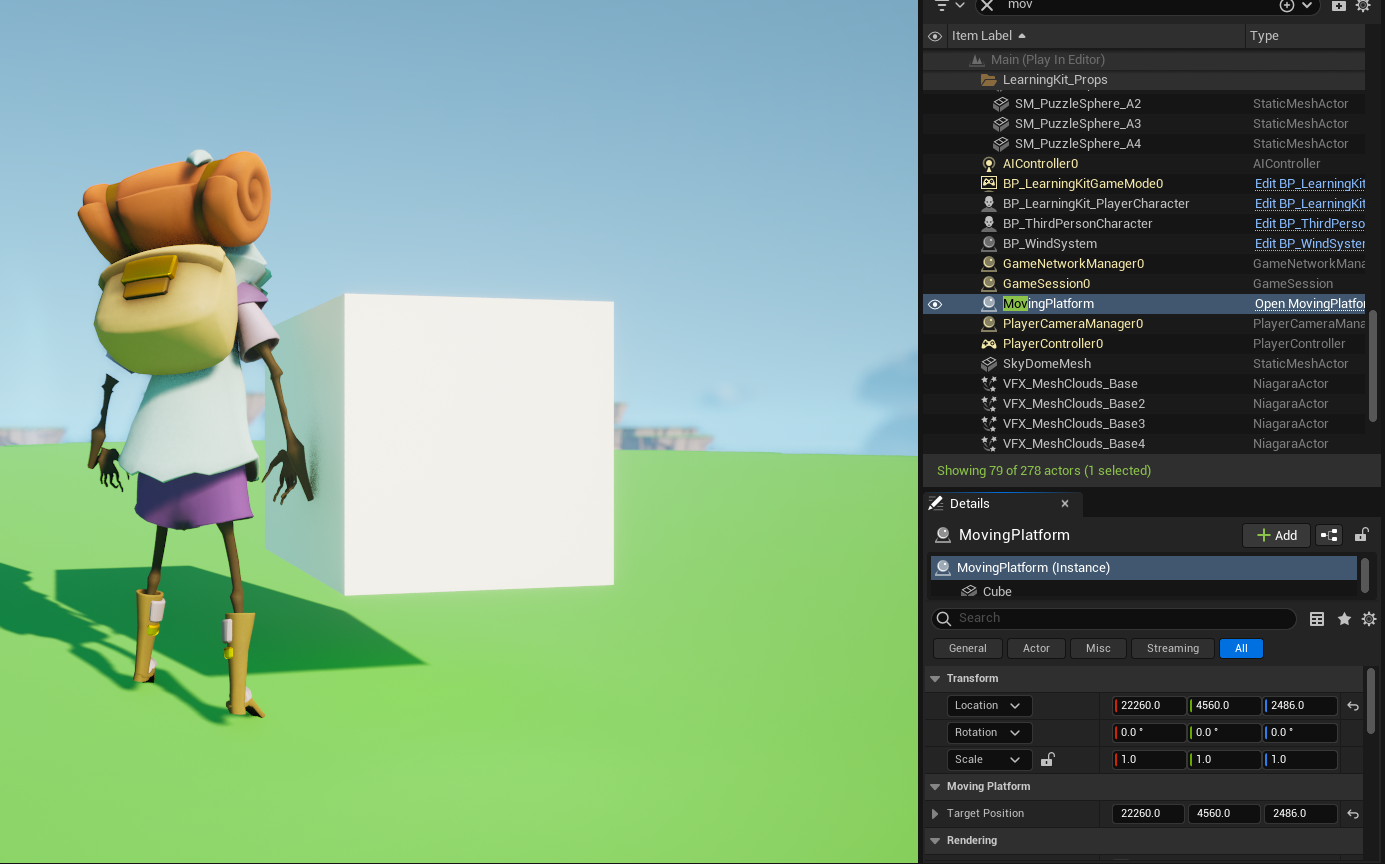 mov
Item Label Type
Main (Play In Editor)
LearningKit_Props
SM_PuzzleSphere_A2 StaticMeshActor
SM_PuzzleSphere_A3 StaticMeshActor
SM_PuzzleSphere_A4 StaticMeshActor
AIController0 AIController
BP_LearningKitGameMode0 Edit BP_LearningKit
BP_LearningKit_PlayerCharacter Edit BP_LearningKit
BP_ThirdPersonCharacter Edit BP_ThirdPerso
BP_WindSystem Edit BP_WindSyster
GameNetworkManager0 GameNetworkMana
GameSession0 GameSession
MovingPlatform Open MovingPlatfor
PlayerCameraManager0 PlayerCameraMana
PlayerController0 PlayerController
SkyDomeMesh StaticMeshActor
VFX_MeshClouds_Base NiagaraActor
VFX_MeshClouds_Base2 NiagaraActor
VFX_MeshClouds_Base3 NiagaraActor
VFX_MeshClouds_Base4 NiagaraActor
Showing 79 of 278 actors (1 selected)
Details
MovingPlatform Add
MovingPlatform (Instance)
Cube
Search
General Actor Misc Streaming All
Transform
Location 22260.0 4560.0 2486.0
Rotation 0.0 ° 0.0 ° 0.0 °
Scale 1.0 1.0 1.0
Moving Platform
Target Position 22260.0 4560.0 2486.0
Rendering